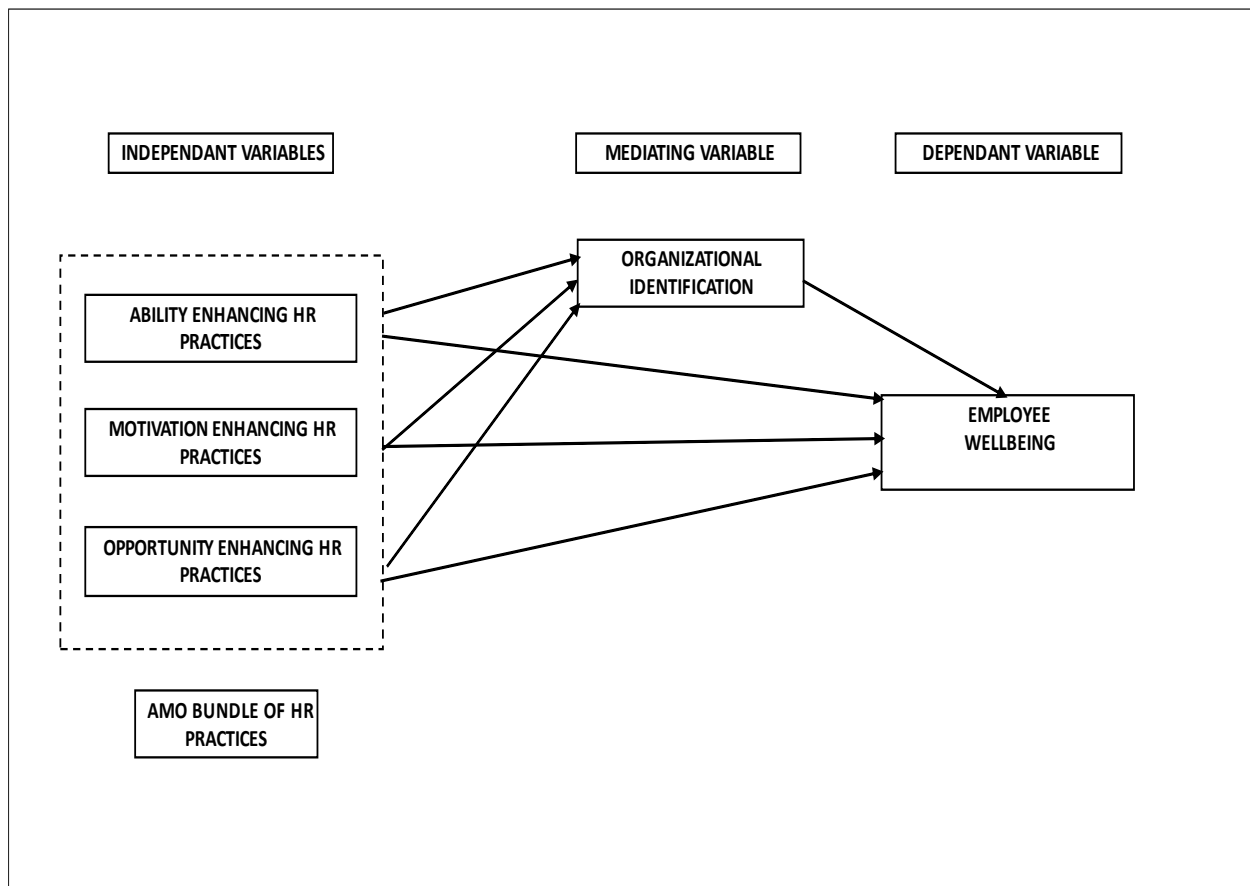 INDEPENDANT VARIABLES
MEDIATING VARIABLE
DEPENDANT VARIABLE
ORGANIZATIONAL
IDENTIFICATION
ABILITY ENHANCING HR
PRACTICES
MOTIVATION ENHANCING HR
PRACTICES
EMPLOYEE
WELLBEING
OPPORTUNITY ENHANCING HR
PRACTICES
AMO BUNDLE OF HR
PRACTICES